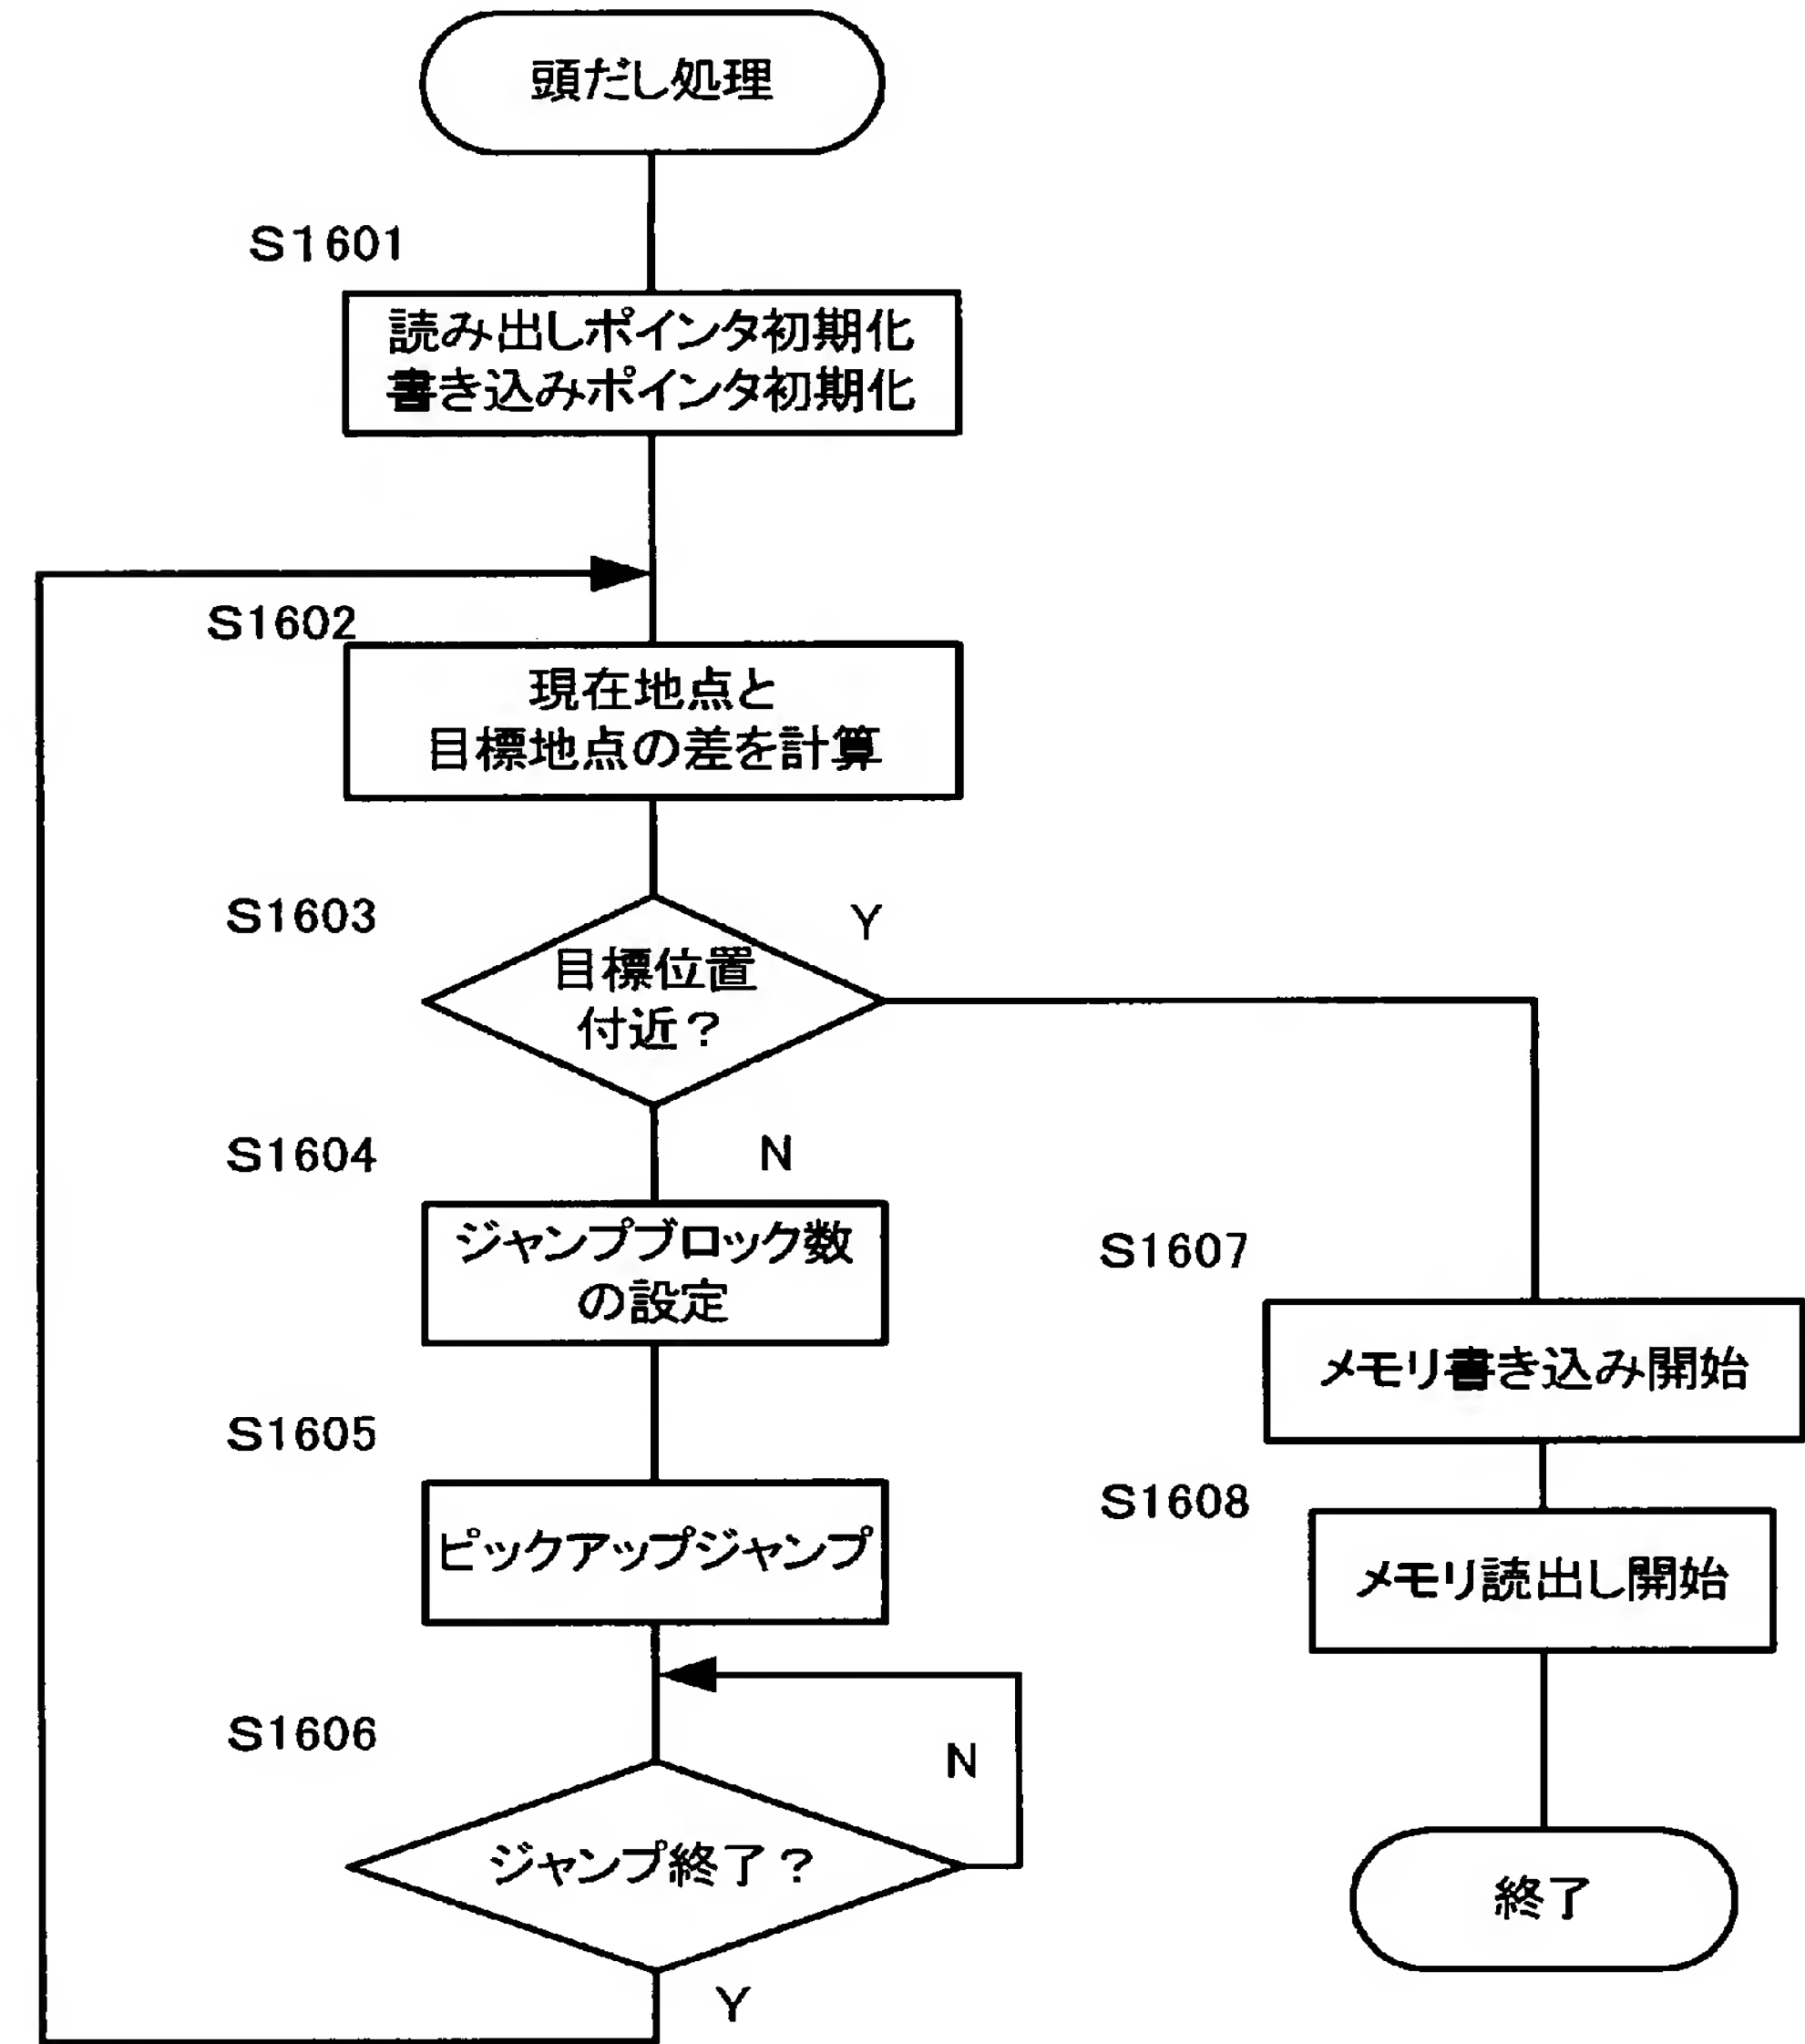 頭だし処理
S1601
読み出しポインタ初期化
書き込みポインタ初期化
S1602
現在地点と
目標地点の差を計算
S1603
Y
目標位置
付近？
S1604
N
ジャンプブロック数
の設定
S1605
ピックアップジャンプ
S1606
N
ジャンプ終了？
Y
S1607
メモリ書き込み開始
S1608
メモリ読出し開始
終了